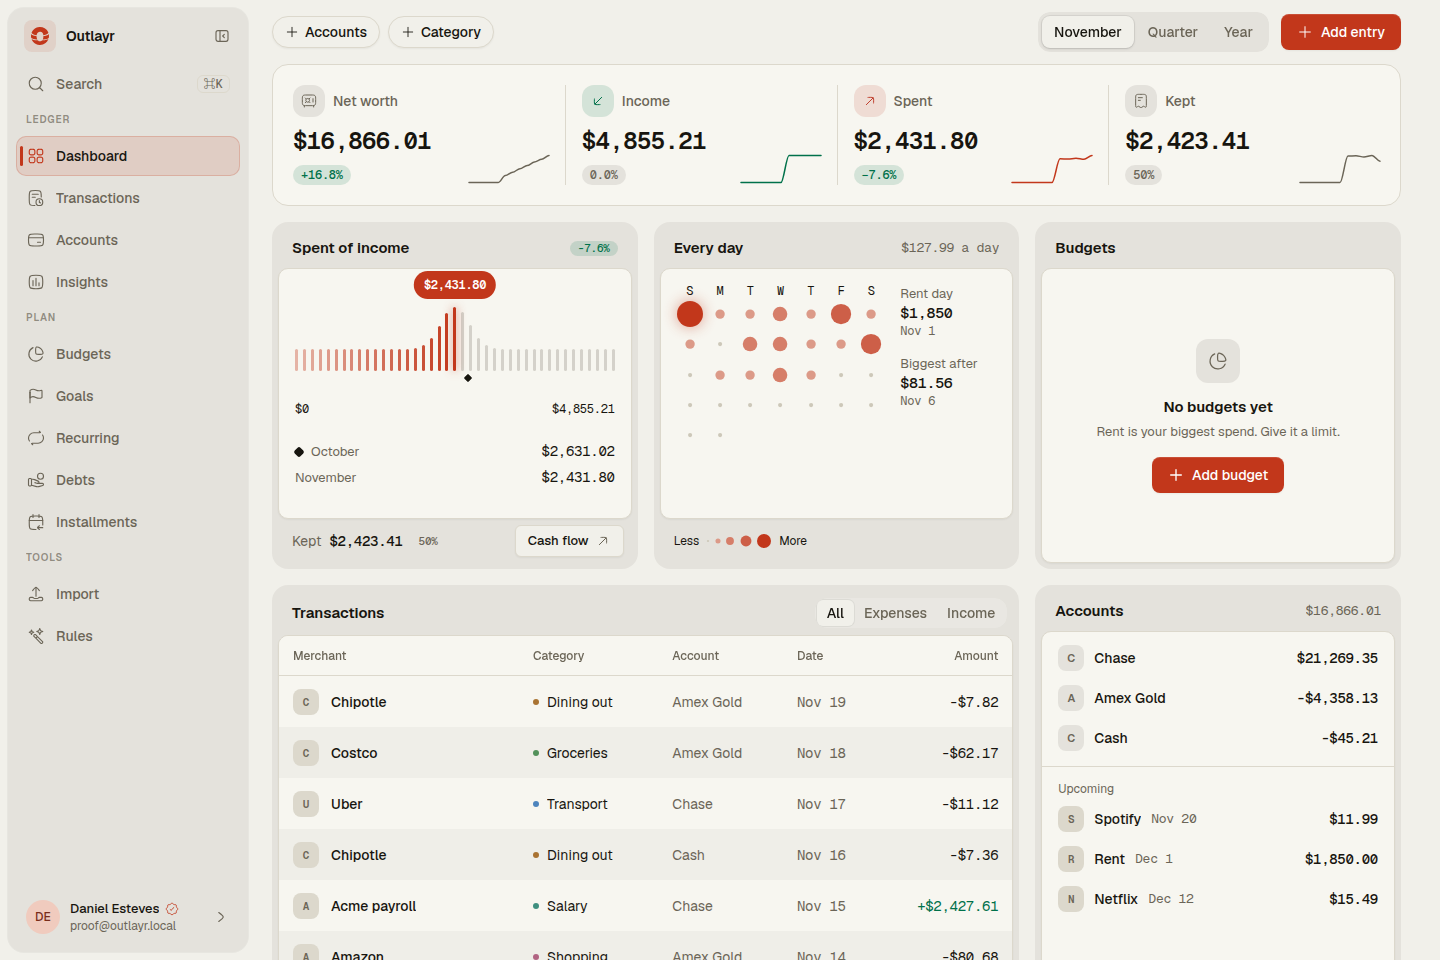 Outlayr
Search
⌘K
LEDGER
Dashboard
Transactions
Accounts
Insights
PLAN
Budgets
Goals
Recurring
Debts
Installments
TOOLS
Import
Rules
DE
Daniel Esteves
proof@outlayr.local
Accounts
Category
November
Quarter
Year
Add entry
Net worth
$16,866.01
+16.8%
Income
$4,855.21
0.0%
Spent
$2,431.80
-7.6%
Kept
$2,423.41
50%
Spent of income
-7.6%
$2,431.80
$0
$4,855.21
October
$2,631.02
November
$2,431.80
Kept $2,423.41 50%
Cash flow
Every day
$127.99 a day
S M T W T F S
Rent day
$1,850
Nov 1
Biggest after
$81.56
Nov 6
Less
More
Budgets
No budgets yet
Rent is your biggest spend. Give it a limit.
Add budget
Transactions
All
Expenses
Income
Merchant Category Account Date Amount
C Chipotle Dining out Amex Gold Nov 19 -$7.82
C Costco Groceries Amex Gold Nov 18 -$62.17
U Uber Transport Chase Nov 17 -$11.12
C Chipotle Dining out Cash Nov 16 -$7.36
A Acme payroll Salary Chase Nov 15 +$2,427.61
A Amazon Shopping Amex Gold Nov 14 -$80.68
Accounts
$16,866.01
C Chase $21,269.35
A Amex Gold -$4,358.13
C Cash -$45.21
Upcoming
S Spotify Nov 20 $11.99
R Rent Dec 1 $1,850.00
N Netflix Dec 12 $15.49